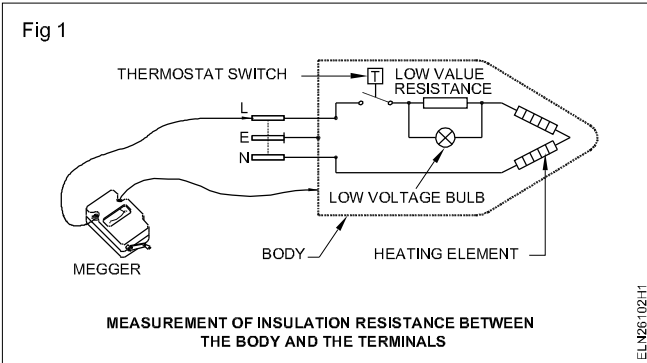 Fig 1
THERMOSTAT SWITCH
T
LOW VALUE
RESISTANCE
L
E
N
LOW VOLTAGE BULB
BODY
HEATING ELEMENT
MEGGER
MEASUREMENT OF INSULATION RESISTANCE BETWEEN
THE BODY AND THE TERMINALS
ELN26102H1